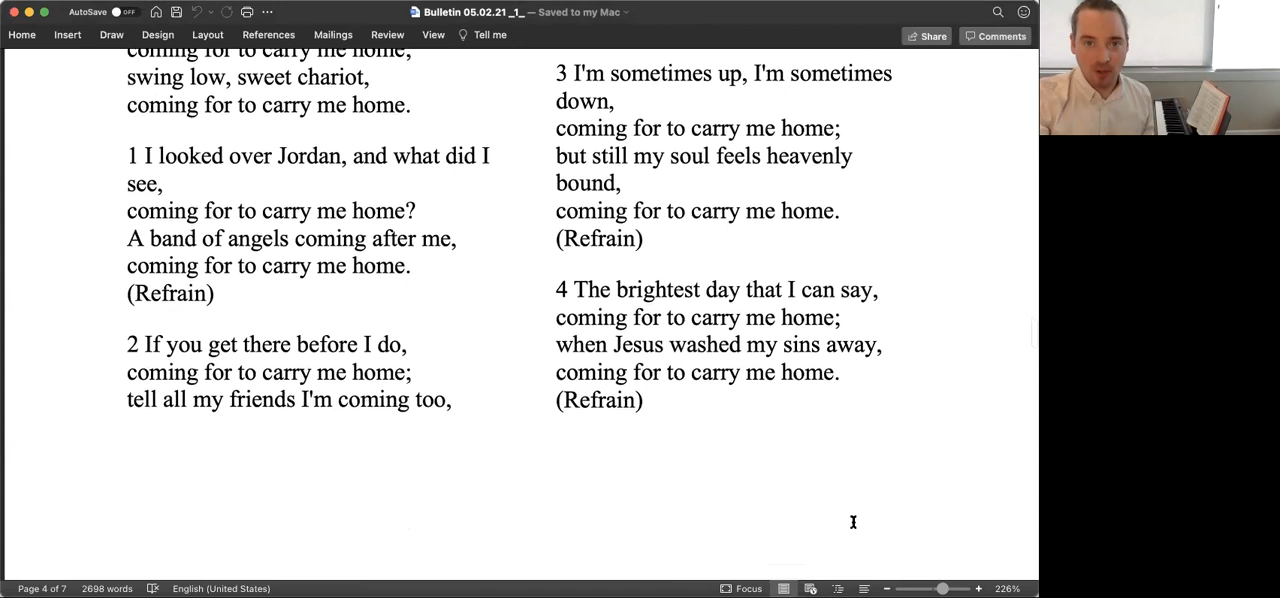 AutoSave OFF
Bulletin 05.02.21 _1_ — Saved to my Mac
Home Insert Draw Design Layout References Mailings Review View Tell me Share Comments
coming for to carry me home,
swing low, sweet chariot,
coming for to carry me home.
1 I looked over Jordan, and what did I
see,
coming for to carry me home?
A band of angels coming after me,
coming for to carry me home.
(Refrain)
2 If you get there before I do,
coming for to carry me home;
tell all my friends I'm coming too,
3 I'm sometimes up, I'm sometimes
down,
coming for to carry me home;
but still my soul feels heavenly
bound,
coming for to carry me home.
(Refrain)
4 The brightest day that I can say,
coming for to carry me home;
when Jesus washed my sins away,
coming for to carry me home.
(Refrain)
Page 4 of 7 2698 words English (United States) Focus 226%